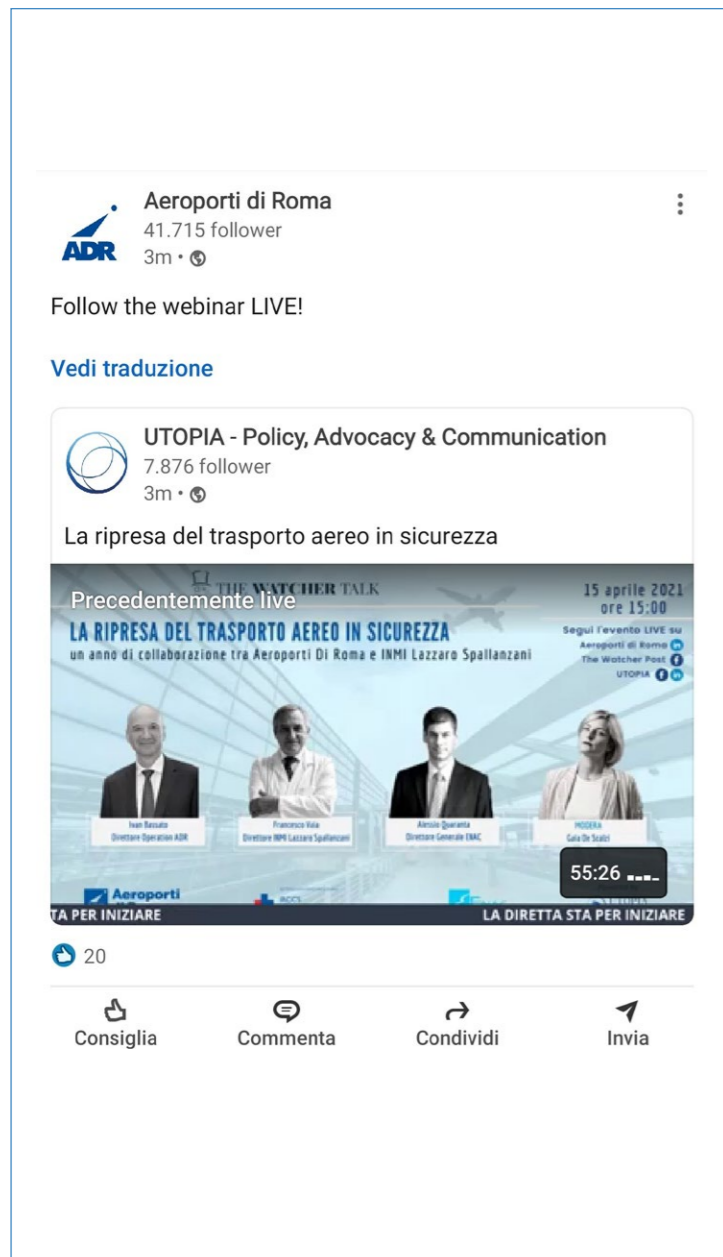 ADR
Aeroporti di Roma
41.715 follower
3m •
Follow the webinar LIVE!
Vedi traduzione
UTOPIA - Policy, Advocacy & Communication
7.876 follower
3m •
La ripresa del trasporto aereo in sicurezza
THE WATCHER TALK
Precedentemente live
LA RIPRESA DEL TRASPORTO AEREO IN SICUREZZA
un anno di collaborazione tra Aeroporti Di Roma e INMI Lazzaro Spallanzani
15 aprile 2021
ore 15:00
Segui l'evento LIVE su
Aeroporti di Roma
The Watcher Post
UTOPIA
Ivan Bassato
Direttore Operation ADR
Francesco Vaia
Direttore INMI Lazzaro Spallanzani
Alessio Quaranta
Direttore Generale ENAC
MODERA
Gaia De Scalzi
55:26
Aeroporti
TA PER INIZIARE
LA DIRETTA STA PER INIZIARE
20
Consiglia
Commenta
Condividi
Invia